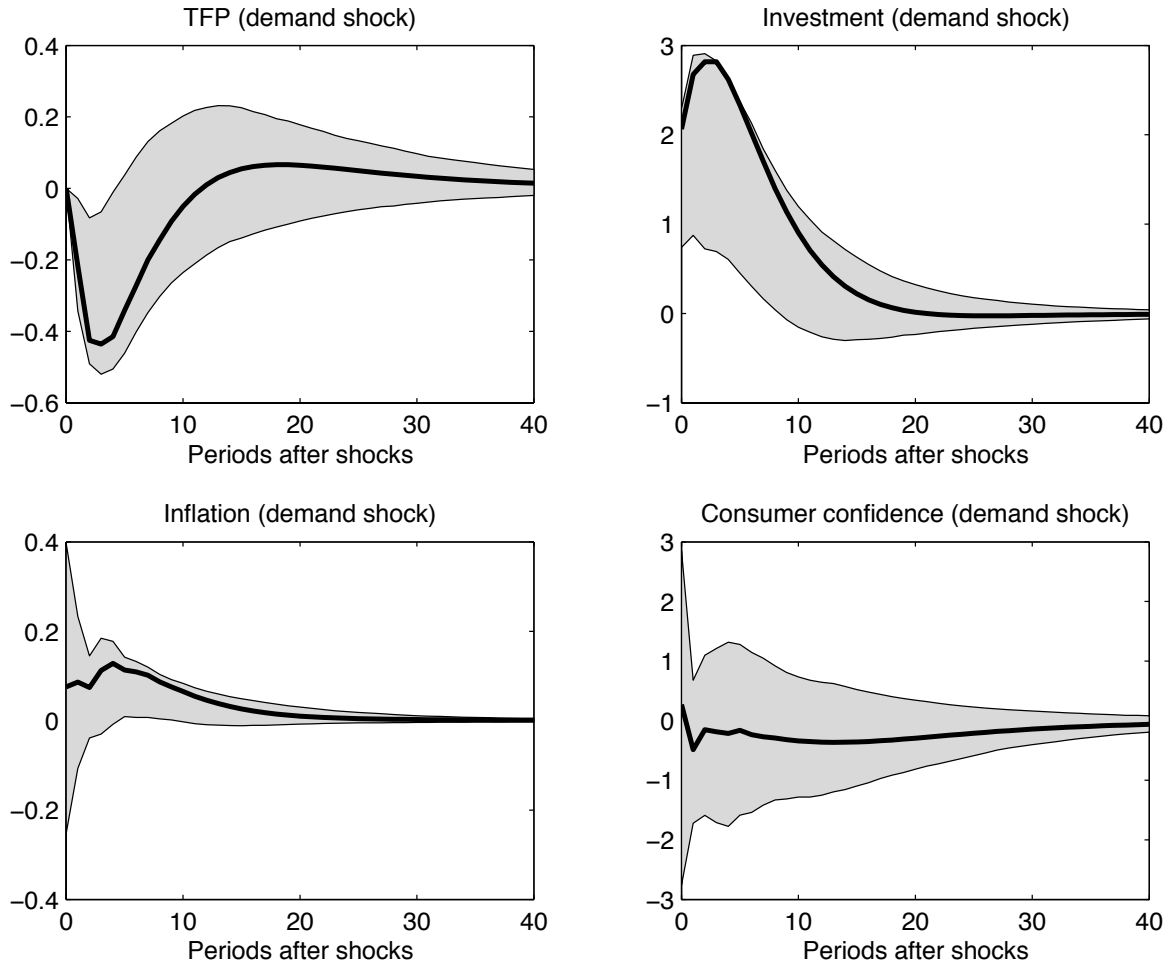 TFP (demand shock)
0.4
0.2
0
−0.2
−0.4
−0.6
0 10 20 30 40
Periods after shocks
Investment (demand shock)
3
2
1
0
−1
0 10 20 30 40
Periods after shocks
Inflation (demand shock)
0.4
0.2
0
−0.2
−0.4
0 10 20 30 40
Periods after shocks
Consumer confidence (demand shock)
3
2
1
0
−1
−2
−3
0 10 20 30 40
Periods after shocks